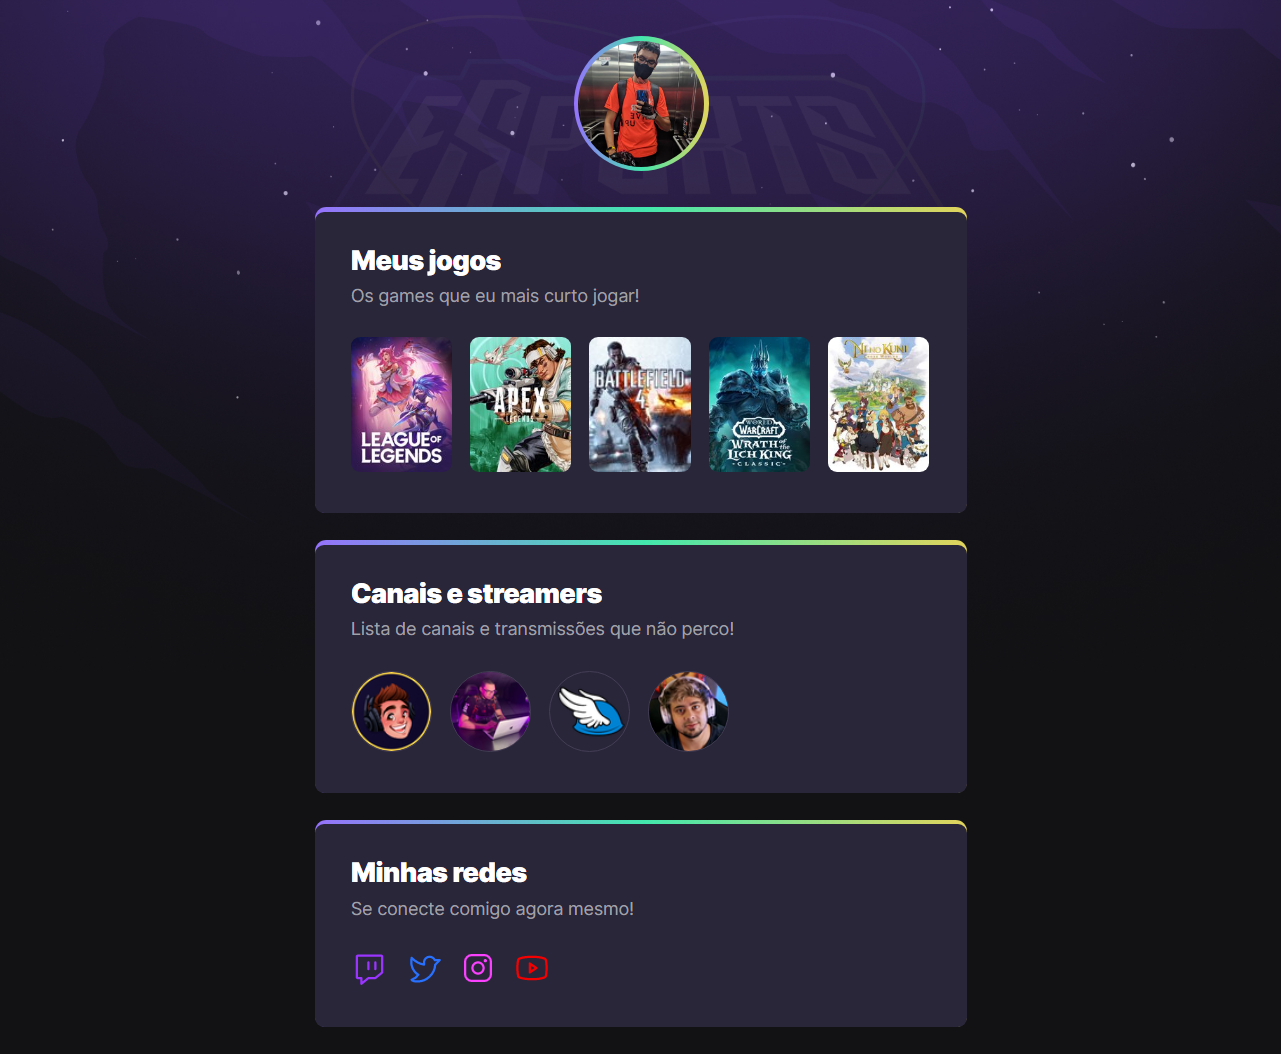 ESPORTS
Meus jogos
Os games que eu mais curto jogar!
LEAGUE OF
LEGENDS
APEX
LEGENDS
BATTLEFIELD
4
WORLD
WARCRAFT
WRATH of the
LICH KING
CLASSIC
NI NO KUNI
Canais e streamers
Lista de canais e transmissões que não perco!
Minhas redes
Se conecte comigo agora mesmo!